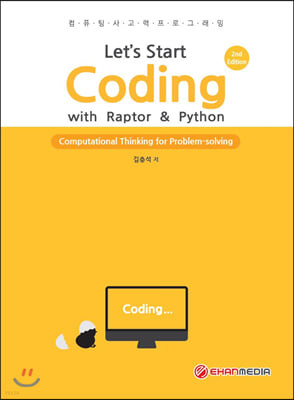 컴·퓨·팅·사·고·력·프·로·그·래·밍
Let's Start
2nd
Edition
Coding
with Raptor & Python
Computational Thinking for Problem-solving
김충석 저
Coding...
EHANMEDIA